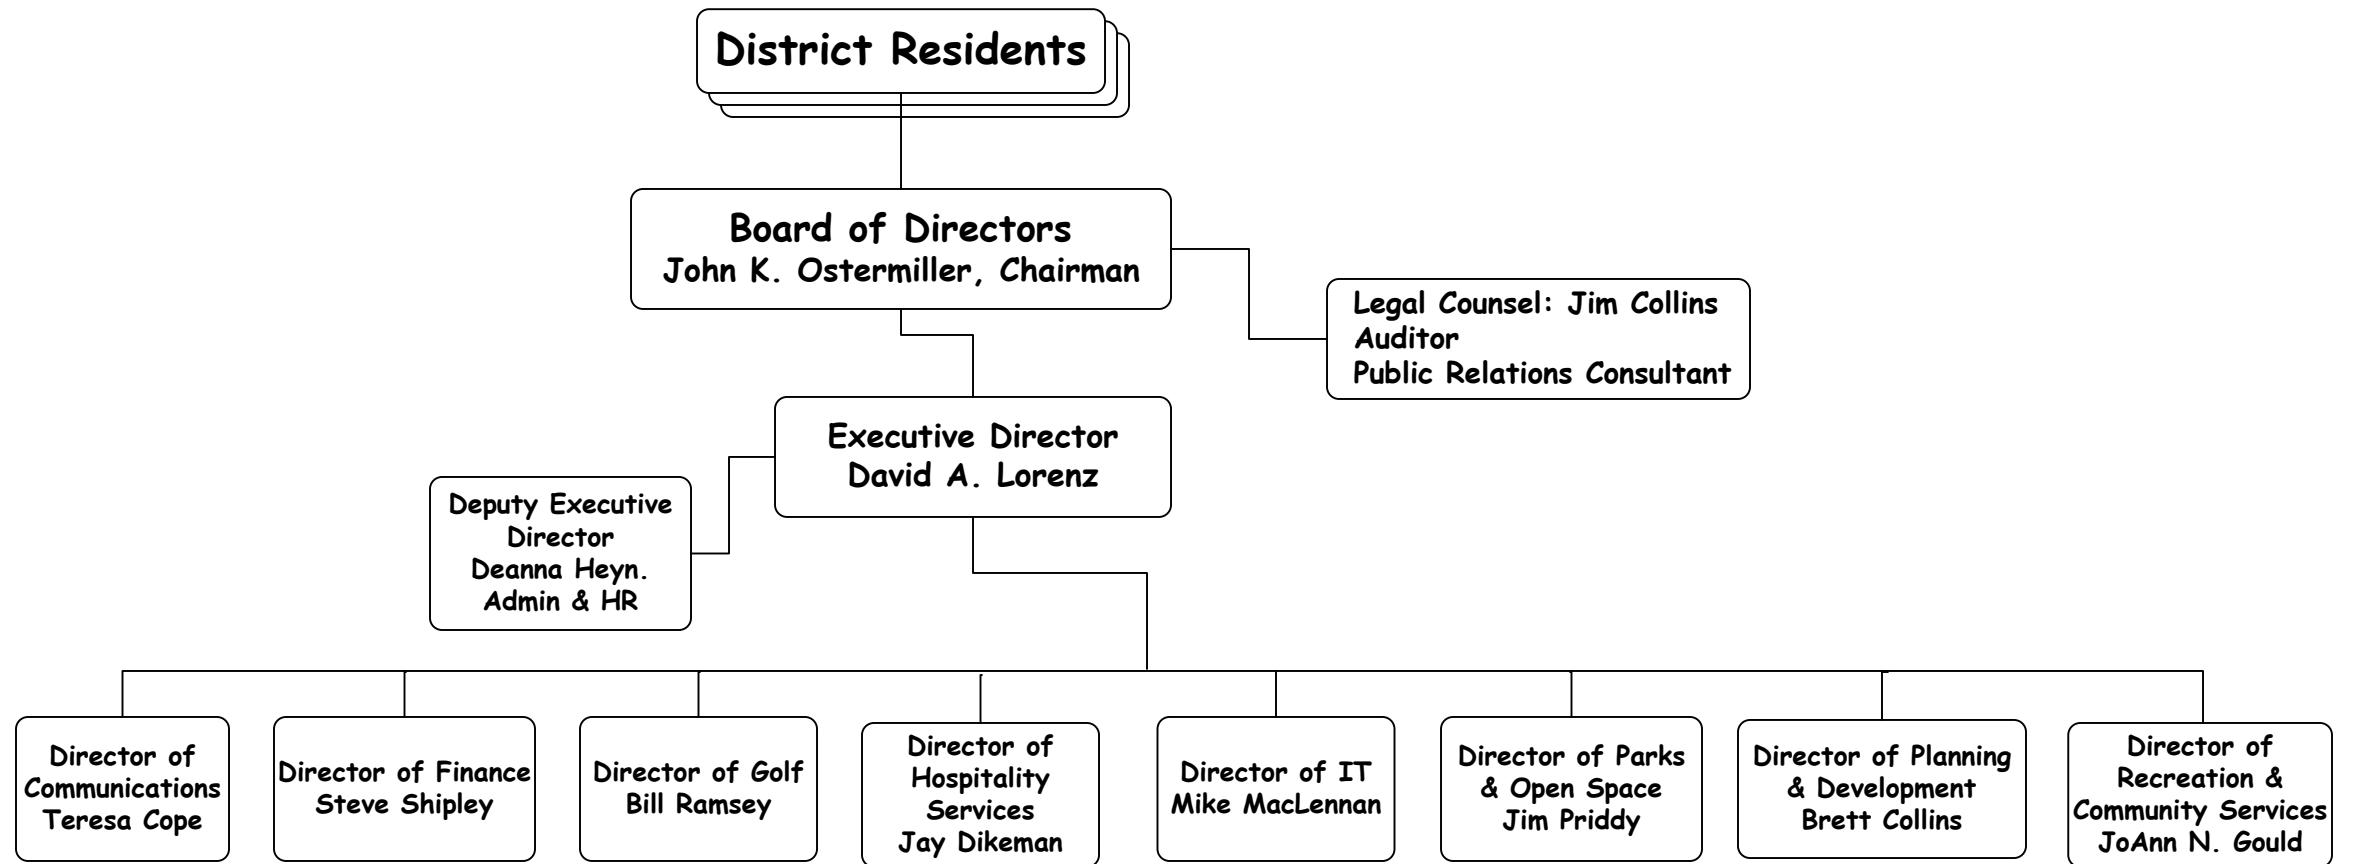 District Residents
Board of Directors
John K. Ostermiller, Chairman
Legal Counsel: Jim Collins
Auditor
Public Relations Consultant
Executive Director
David A. Lorenz
Deputy Executive
Director
Deanna Heyn.
Admin & HR
Director of
Communications
Teresa Cope
Director of Finance
Steve Shipley
Director of Golf
Bill Ramsey
Director of
Hospitality
Services
Jay Dikeman
Director of IT
Mike MacLennan
Director of Parks
& Open Space
Jim Priddy
Director of Planning
& Development
Brett Collins
Director of
Recreation &
Community Services
JoAnn N. Gould